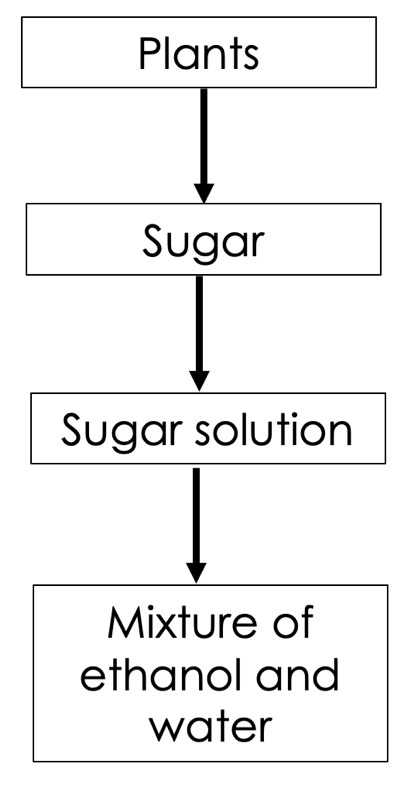 Plants
Sugar
Sugar solution
Mixture of
ethanol and
water